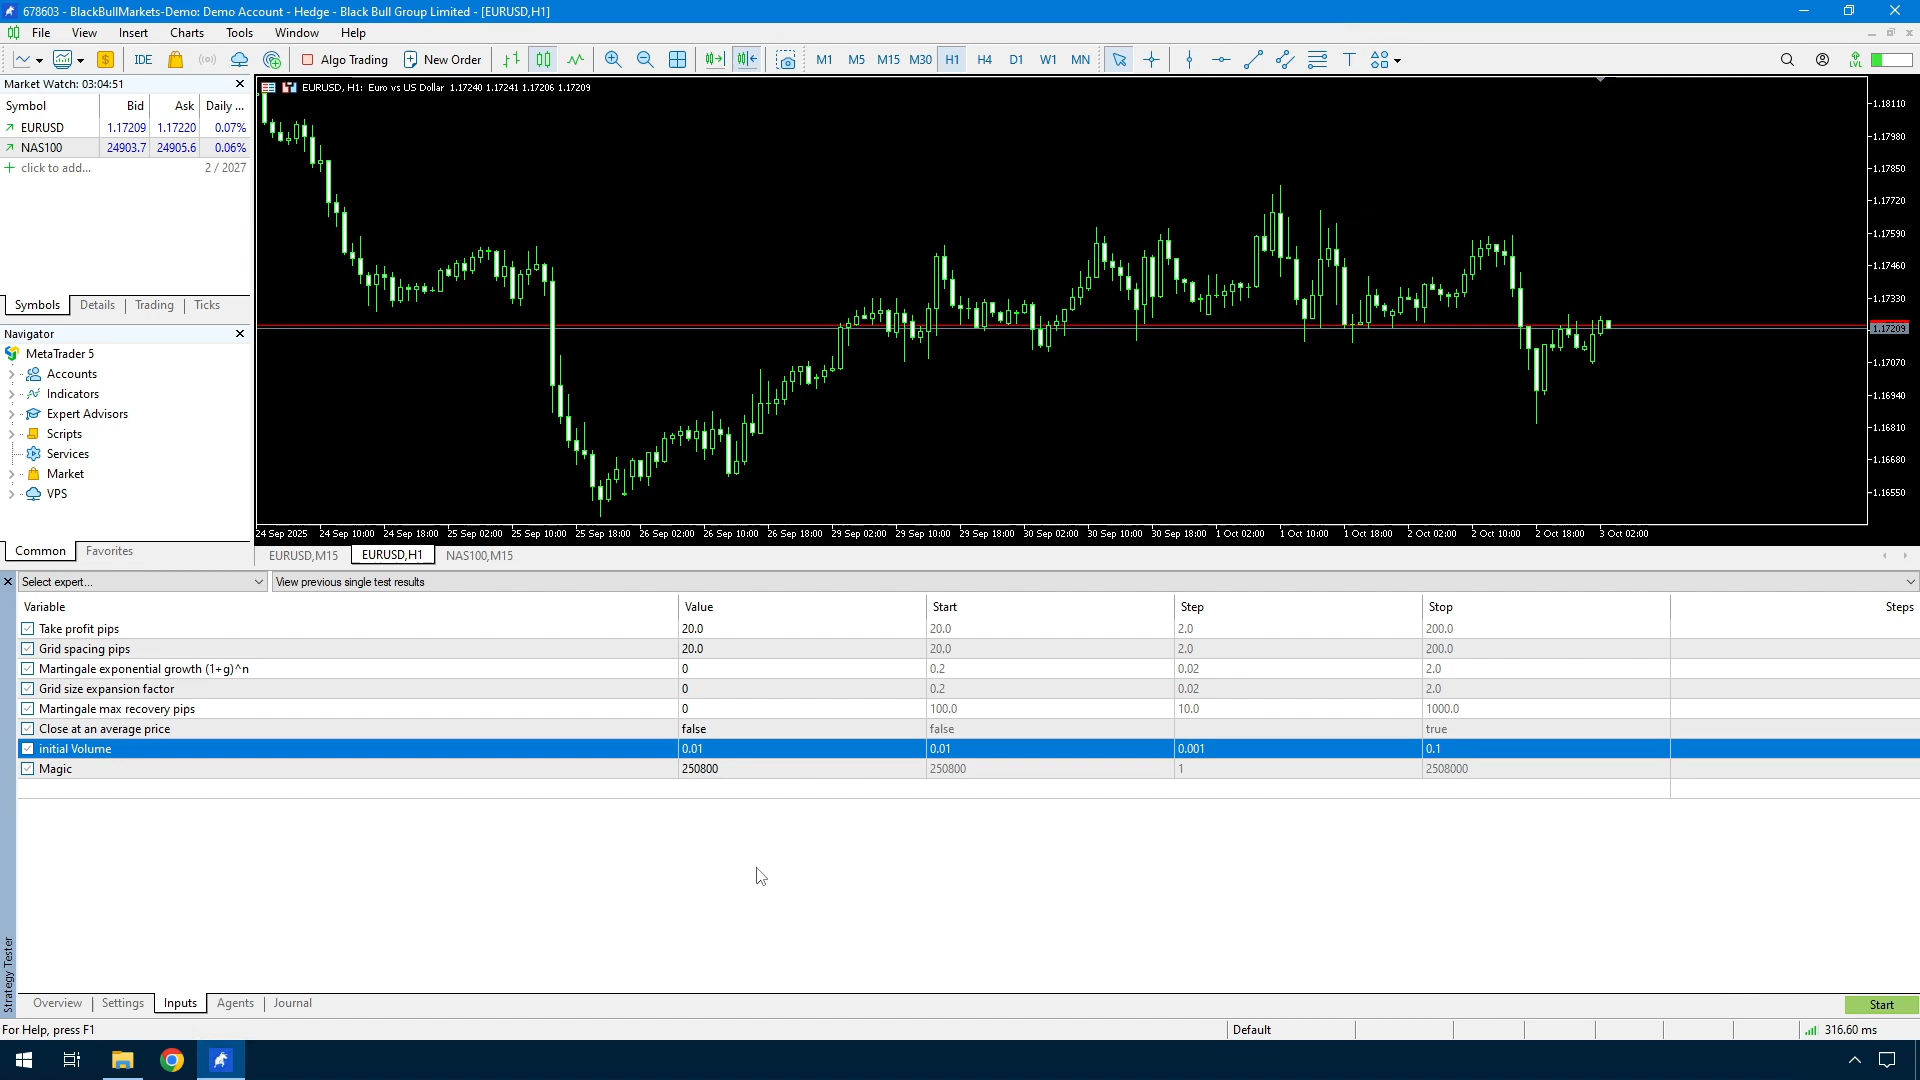 678603 - BlackBullMarkets-Demo: Demo Account - Hedge - Black Bull Group Limited - [EURUSD,H1]
File View Insert Charts Tools Window Help
IDE Algo Trading New Order M1 M5 M15 M30 H1 H4 D1 W1 MN LVL
Market Watch: 03:04:51
Symbol Bid Ask Daily ...
EURUSD 1.17209 1.17220 0.07%
NAS100 24903.7 24905.6 0.06%
click to add... 2 / 2027
Symbols Details Trading Ticks
Navigator
MetaTrader 5
Accounts
Indicators
Expert Advisors
Scripts
Services
Market
VPS
Common Favorites
EURUSD, H1: Euro vs US Dollar 1.17240 1.17241 1.17206 1.17209
1.18110
1.17980
1.17850
1.17720
1.17590
1.17460
1.17330
1.17209
1.17070
1.16940
1.16810
1.16680
1.16550
24 Sep 2025 24 Sep 10:00 24 Sep 18:00 25 Sep 02:00 25 Sep 10:00 25 Sep 18:00 26 Sep 02:00 26 Sep 10:00 26 Sep 18:00 29 Sep 02:00 29 Sep 10:00 29 Sep 18:00 30 Sep 02:00 30 Sep 10:00 30 Sep 18:00 1 Oct 02:00 1 Oct 10:00 1 Oct 18:00 2 Oct 02:00 2 Oct 10:00 2 Oct 18:00 3 Oct 02:00
EURUSD,M15 EURUSD,H1 NAS100,M15
Select expert... View previous single test results
Variable Value Start Step Stop Steps
Take profit pips 20.0 20.0 2.0 200.0
Grid spacing pips 20.0 20.0 2.0 200.0
Martingale exponential growth (1+g)^n 0 0.2 0.02 2.0
Grid size expansion factor 0 0.2 0.02 2.0
Martingale max recovery pips 0 100.0 10.0 1000.0
Close at an average price false false true
initial Volume 0.01 0.01 0.001 0.1
Magic 250800 250800 1 2508000
Strategy Tester
Overview Settings Inputs Agents Journal Start
For Help, press F1 Default 316.60 ms